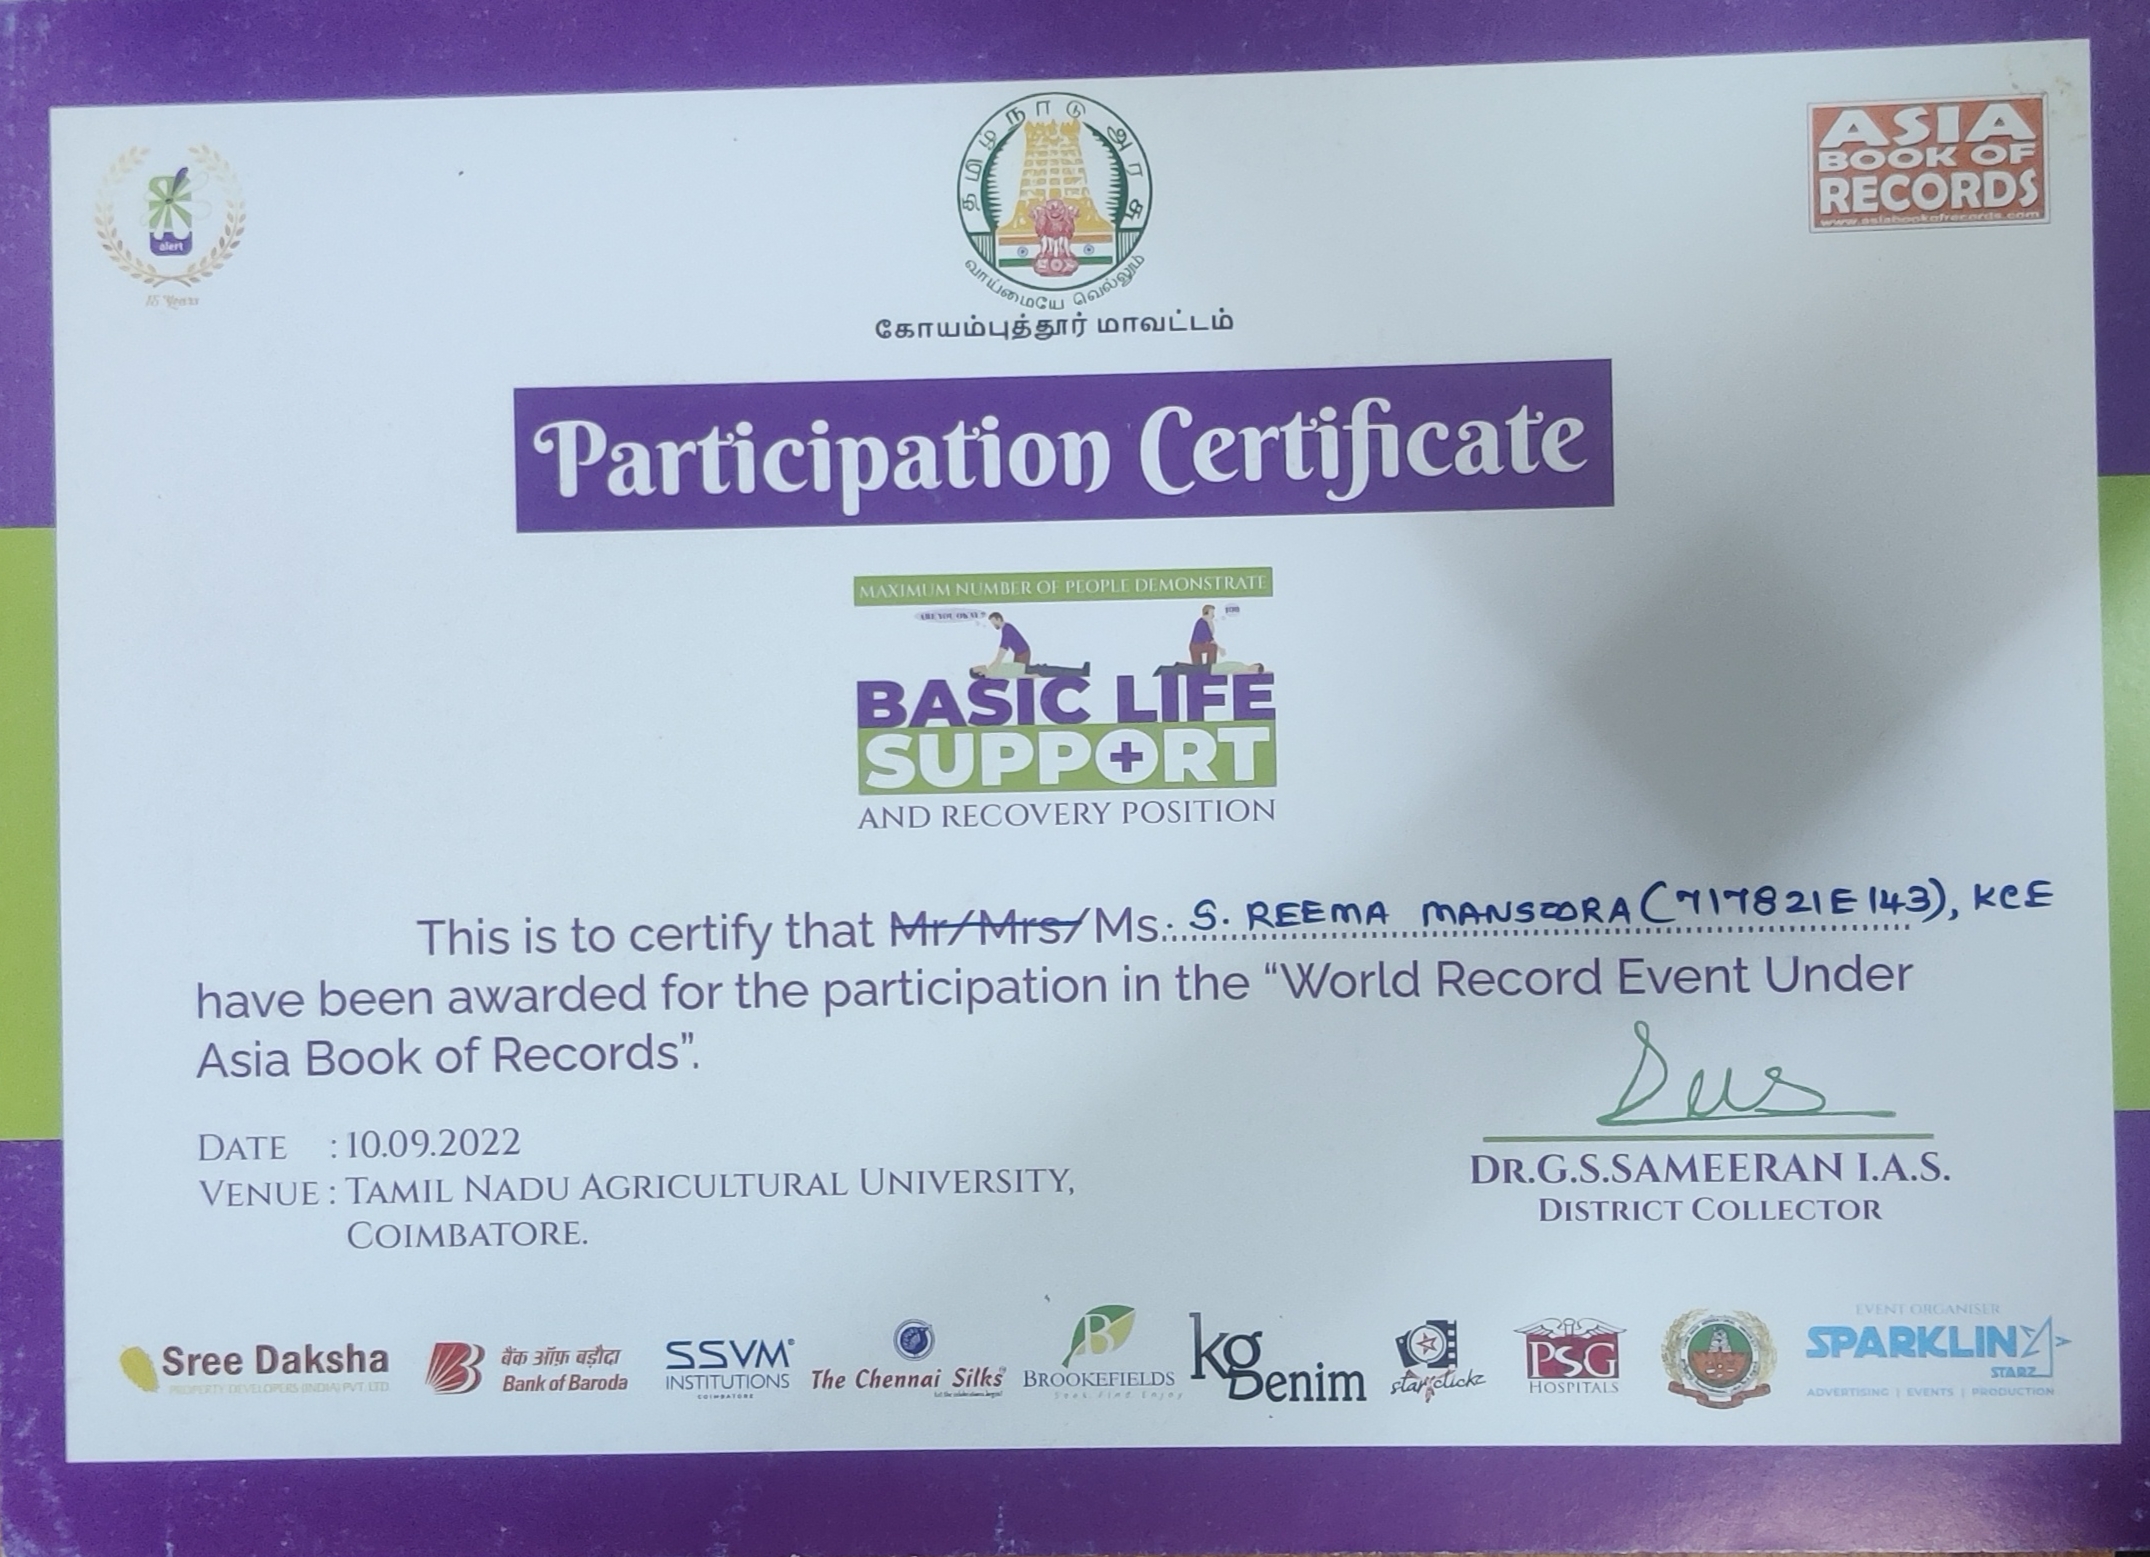 தமிழ்நாடு அரசு
வாய்மையே வெல்லும்
alert
15 Years
ASIA
BOOK OF
RECORDS
www.asiabookofrecords.com
கோயம்புத்தூர் மாவட்டம்
Participation Certificate
MAXIMUM NUMBER OF PEOPLE DEMONSTRATE
ARE YOU OKAY?
BASIC LIFE
SUPPORT
AND RECOVERY POSITION
This is to certify that Mr/Mrs/Ms. S. REEMA MANSOORA (717821E143), KCE
have been awarded for the participation in the “World Record Event Under
Asia Book of Records”.
DATE : 10.09.2022
VENUE : TAMIL NADU AGRICULTURAL UNIVERSITY,
COIMBATORE.
DR.G.S.SAMEERAN I.A.S.
DISTRICT COLLECTOR
Sree Daksha
PROPERTY DEVELOPERS (INDIA) PVT. LTD
बैंक ऑफ़ बड़ौदा
Bank of Baroda
SSVM
INSTITUTIONS
COIMBATORE
The Chennai Silks
B
BROOKEFIELDS
kg Denim
starclickz
PSG
HOSPITALS
EVENT ORGANISER
SPARKLINZ
STARZ
ADVERTISING | EVENTS | PRODUCTION